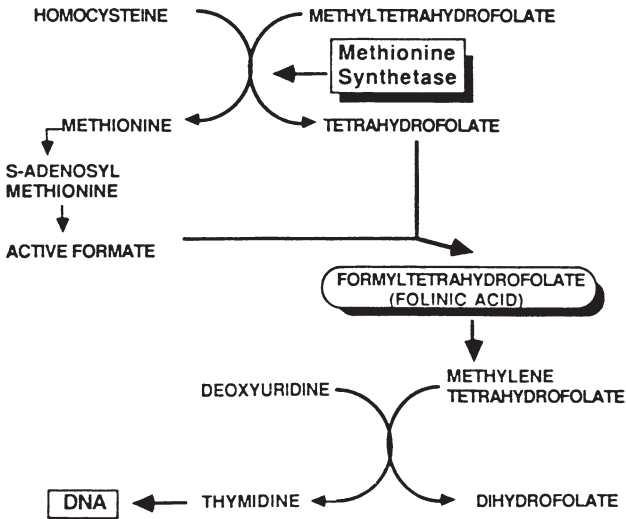 HOMOCYSTEINE
METHYLTETRAHYDROFOLATE
Methionine
Synthetase
METHIONINE
TETRAHYDROFOLATE
S-ADENOSYL
METHIONINE
ACTIVE FORMATE
FORMYLTETRAHYDROFOLATE
(FOLINIC ACID)
DEOXYURIDINE
METHYLENE
TETRAHYDROFOLATE
DNA
THYMIDINE
DIHYDROFOLATE